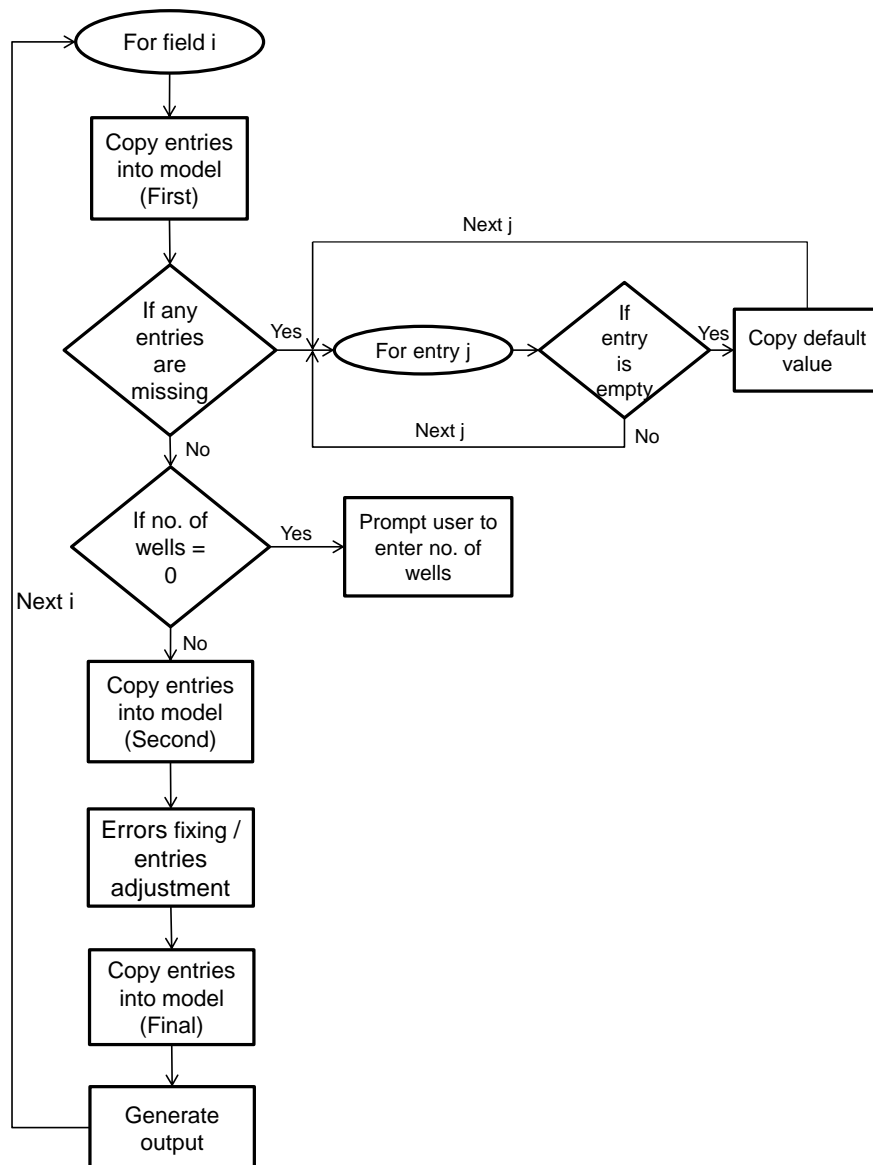 For field i
Copy entries
into model
(First)
Next j
If any
entries
are
missing
Yes
For entry j
If
entry
is
empty
Yes
Copy default
value
Next j
No
No
If no. of
wells =
0
Yes
Prompt user to
enter no. of
wells
Next i
No
Copy entries
into model
(Second)
Errors fixing /
entries
adjustment
Copy entries
into model
(Final)
Generate
output